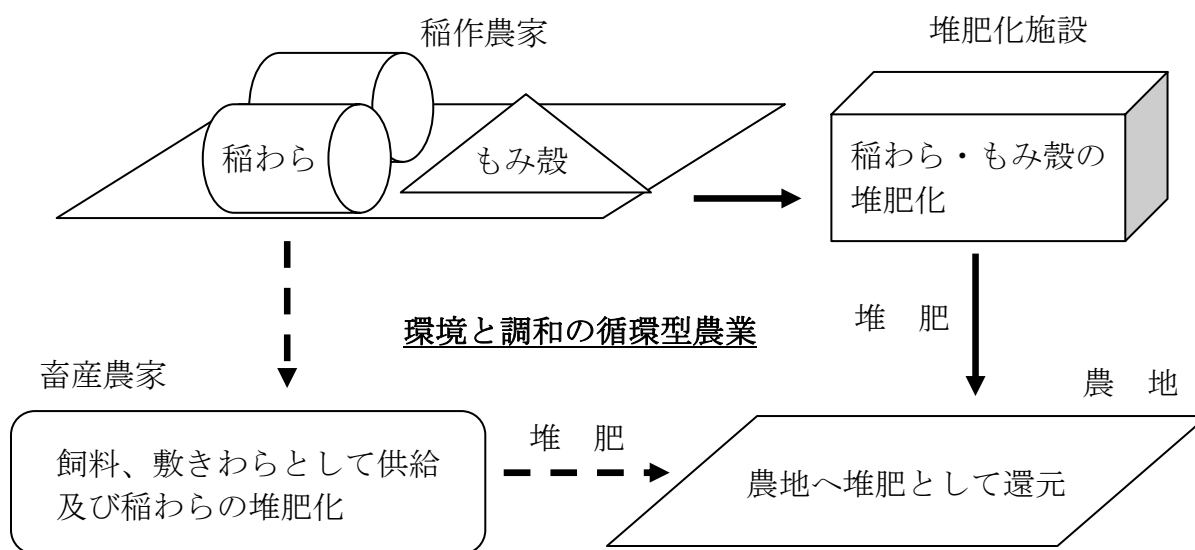 稲作農家
堆肥化施設
稲わら
もみ殻
稲わら・もみ殻の
堆肥化
環境と調和の循環型農業
堆 肥
畜産農家
農 地
飼料、敷きわらとして供給
及び稲わらの堆肥化
堆 肥
農地へ堆肥として還元